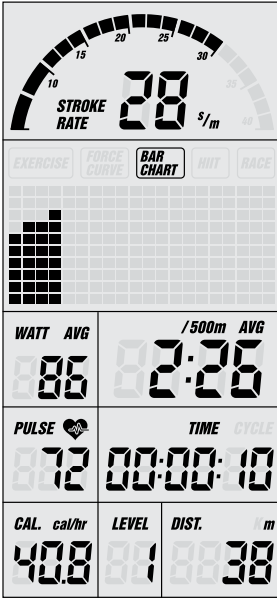 10 15 20 25 30 35 40
STROKE RATE 28 s/m
EXERCISE FORCE CURVE BAR CHART HIIT RACE
WATT AVG /500m AVG
86 2:26
PULSE TIME CYCLE
72 00:00:10
CAL. cal/hr LEVEL DIST. Km
40.8 1 38